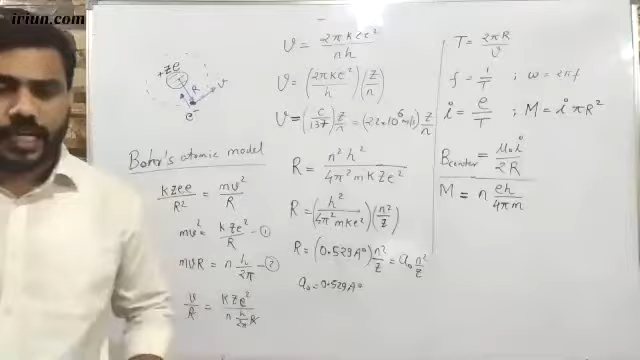 iriun.com
+Ze
R
v
e⁻
Bohr's atomic model
KZee/R² = mv²/R
mv² = KZe²/R — ①
mvR = n h/2π — ②
v/R = KZe²/(n h/2π R)
v = 2πKZe²/nh
v = (2πKe²/h)(Z/n)
v = (c/137) Z/n = (2.2×10⁶ m/s) Z/n
R = n²h²/4π²mKZe²
R = (h²/4π²mKe²)(n²/Z)
R = (0.529A°) n²/Z = a₀ n²/Z
a₀ = 0.529A°
T = 2πR/v
f = 1/T ; ω = 2πf
i = e/T ; M = i πR²
B_center = μ₀i/2R
M = n eh/4πm